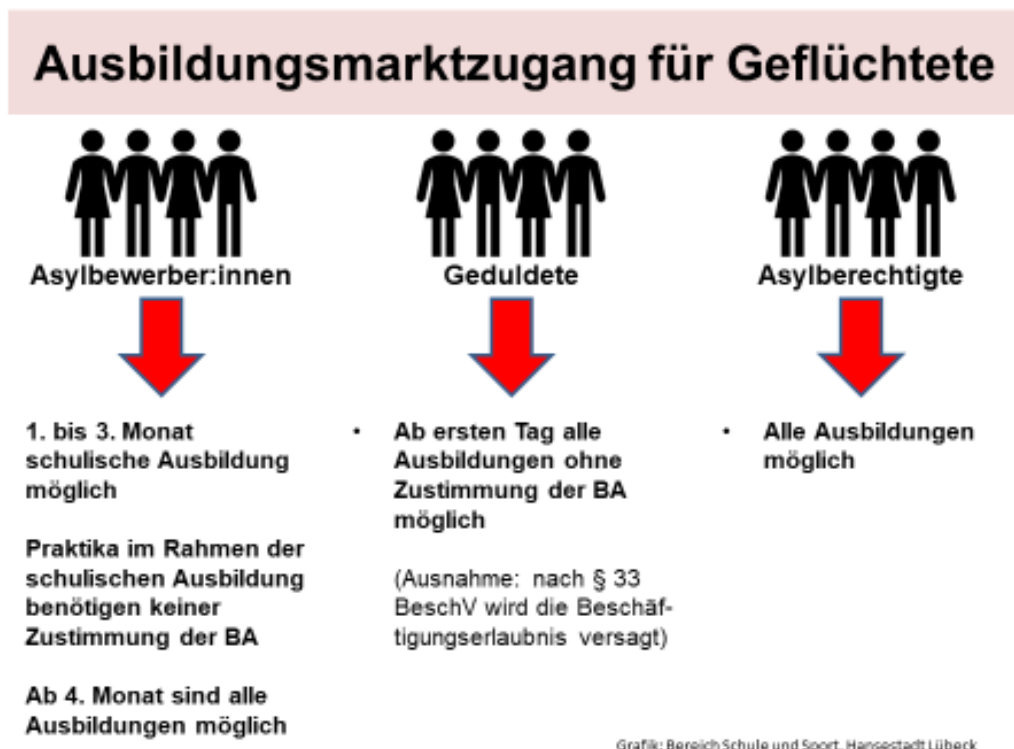 Ausbildungsmarktzugang für Geflüchtete
Asylbewerber:innen
1. bis 3. Monat
schulische Ausbildung
möglich
Praktika im Rahmen der
schulischen Ausbildung
benötigen keiner
Zustimmung der BA
Ab 4. Monat sind alle
Ausbildungen möglich
Geduldete
• Ab ersten Tag alle
Ausbildungen ohne
Zustimmung der BA
möglich
(Ausnahme: nach § 33
BeschV wird die Beschäf-
tigungserlaubnis versagt)
Asylberechtigte
• Alle Ausbildungen
möglich
Grafik: Bereich Schule und Sport, Hansestadt Lübeck